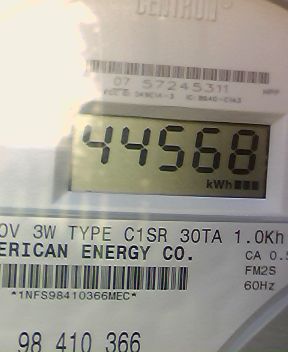 CENTRON®
07 57245311
44568
kWh
0V 3W TYPE C1SR 30TA 1.0Kh
ERICAN ENERGY CO. CA 0.5
FM2S
*1NFS98410366MEC* 60Hz
98 410 366